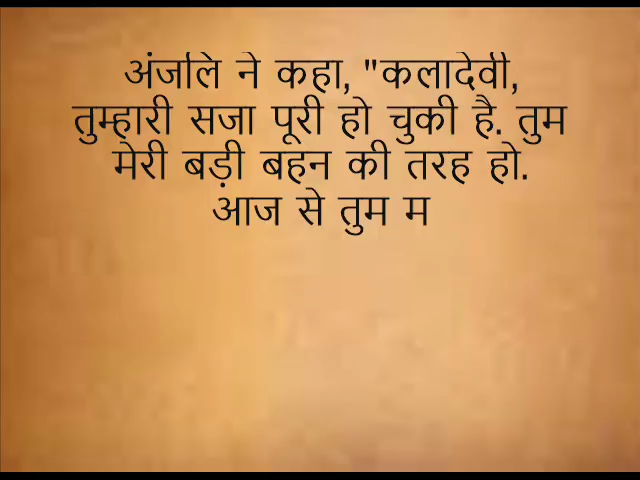 अंजलि ने कहा, "कलादेवी,
तुम्हारी सजा पूरी हो चुकी है. तुम
मेरी बड़ी बहन की तरह हो.
आज से तुम म